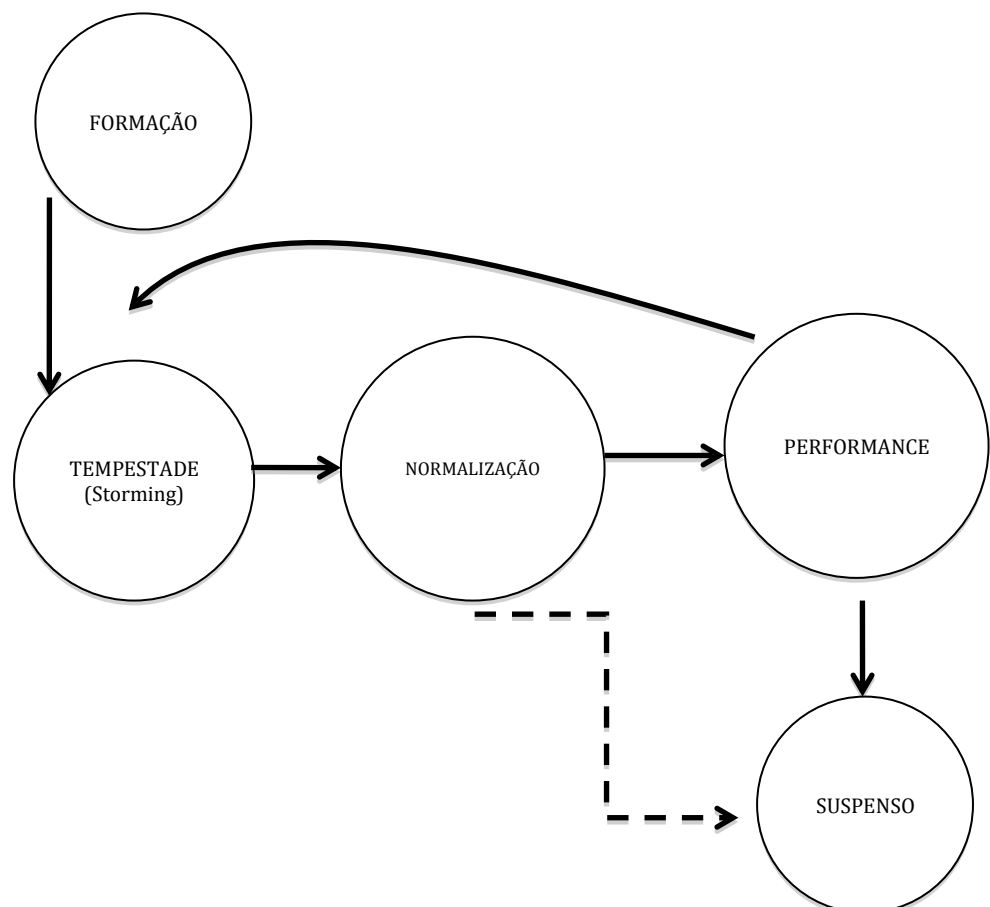 FORMAÇÃO
TEMPESTADE
(Storming)
NORMALIZAÇÃO
PERFORMANCE
SUSPENSO